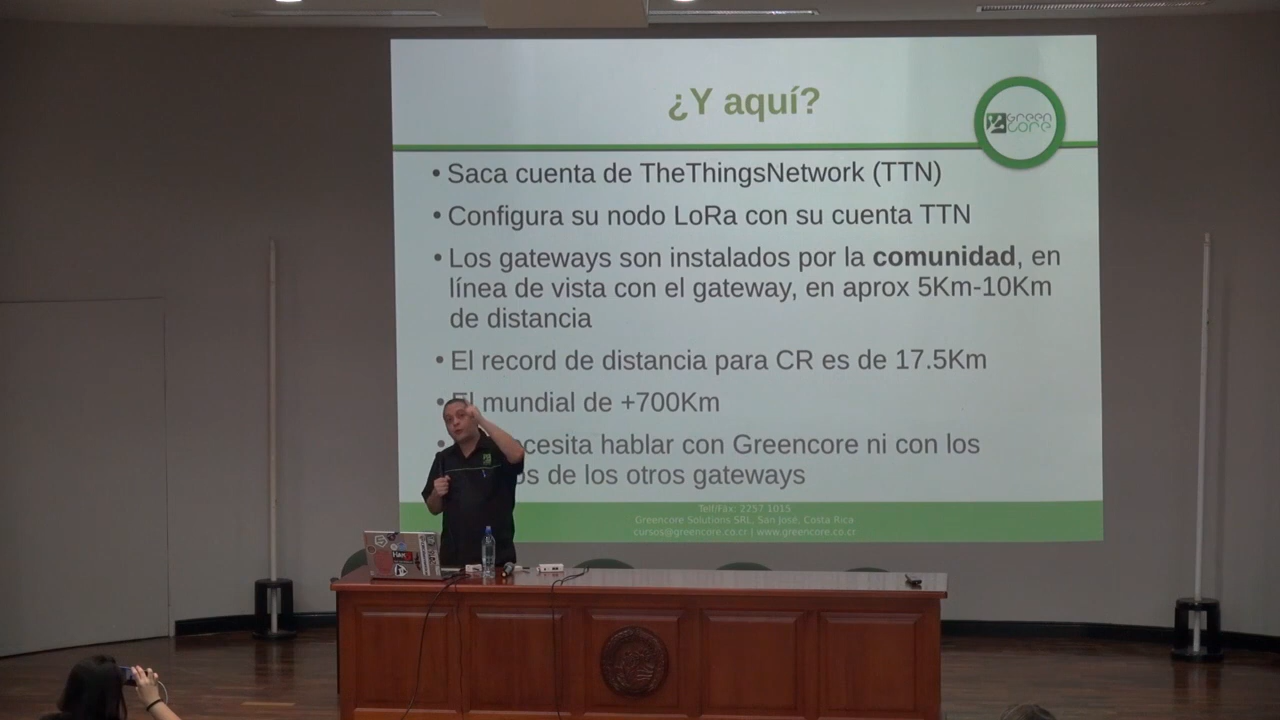 ¿Y aquí?
GREEN
core
• Saca cuenta de TheThingsNetwork (TTN)
• Configura su nodo LoRa con su cuenta TTN
• Los gateways son instalados por la comunidad, en
línea de vista con el gateway, en aprox 5Km-10Km
de distancia
• El record de distancia para CR es de 17.5Km
• El mundial de +700Km
hablar con Greencore ni con los
de los otros gateways
Telf/Fax: 2257 1015
Greencore Solutions SRL, San José, Costa Rica
cursos@greencore.co.cr | www.greencore.co.cr